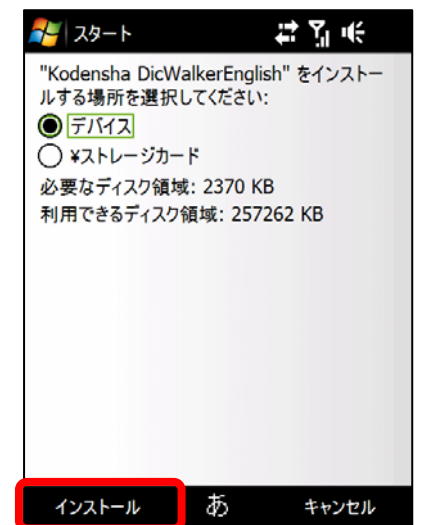 スタート
"Kodensha DicWalkerEnglish" をインストー
ルする場所を選択してください:
デバイス
¥ストレージカード
必要なディスク領域: 2370 KB
利用できるディスク領域: 257262 KB
インストール あ キャンセル